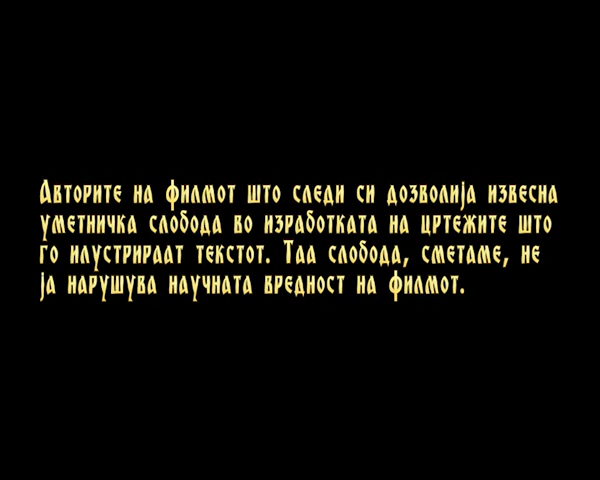 Авторите на филмот што следи си дозволија извесна
уметничка слобода во изработката на цртежите што
го илустрираат текстот. Таа слобода, сметаме, не
ја нарушува научната вредност на филмот.